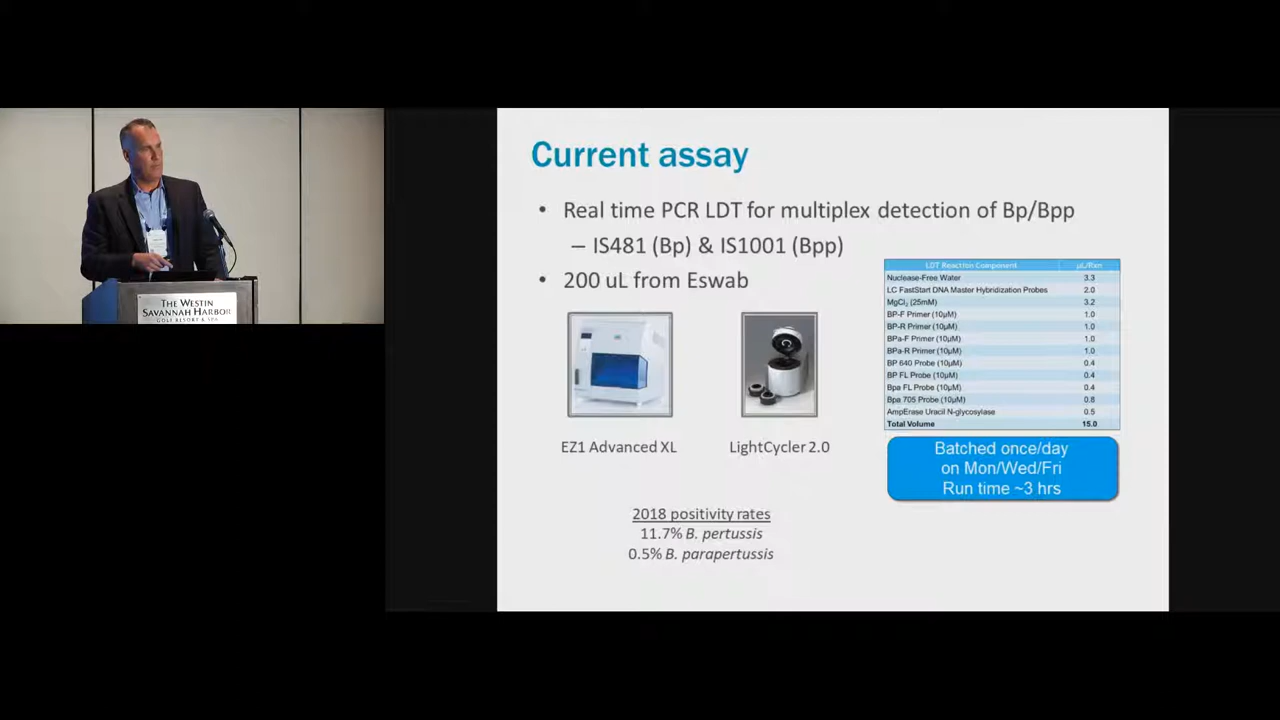 Current assay
• Real time PCR LDT for multiplex detection of Bp/Bpp
– IS481 (Bp) & IS1001 (Bpp)
• 200 uL from Eswab
LDT Reaction Component µL/Rxn
Nuclease-Free Water 3.3
LC FastStart DNA Master Hybridization Probes 2.0
MgCl₂ (25mM) 3.2
BP-F Primer (10µM) 1.0
BP-R Primer (10µM) 1.0
BPa-F Primer (10µM) 1.0
BPa-R Primer (10µM) 1.0
BP 640 Probe (10µM) 0.4
BP FL Probe (10µM) 0.4
Bpa FL Probe (10µM) 0.4
Bpa 705 Probe (10µM) 0.8
AmpErase Uracil N-glycosylase 0.5
Total Volume 15.0
EZ1 Advanced XL
LightCycler 2.0
Batched once/day
on Mon/Wed/Fri
Run time ~3 hrs
2018 positivity rates
11.7% B. pertussis
0.5% B. parapertussis
THE WESTIN
SAVANNAH HARBOR
GOLF RESORT & SPA